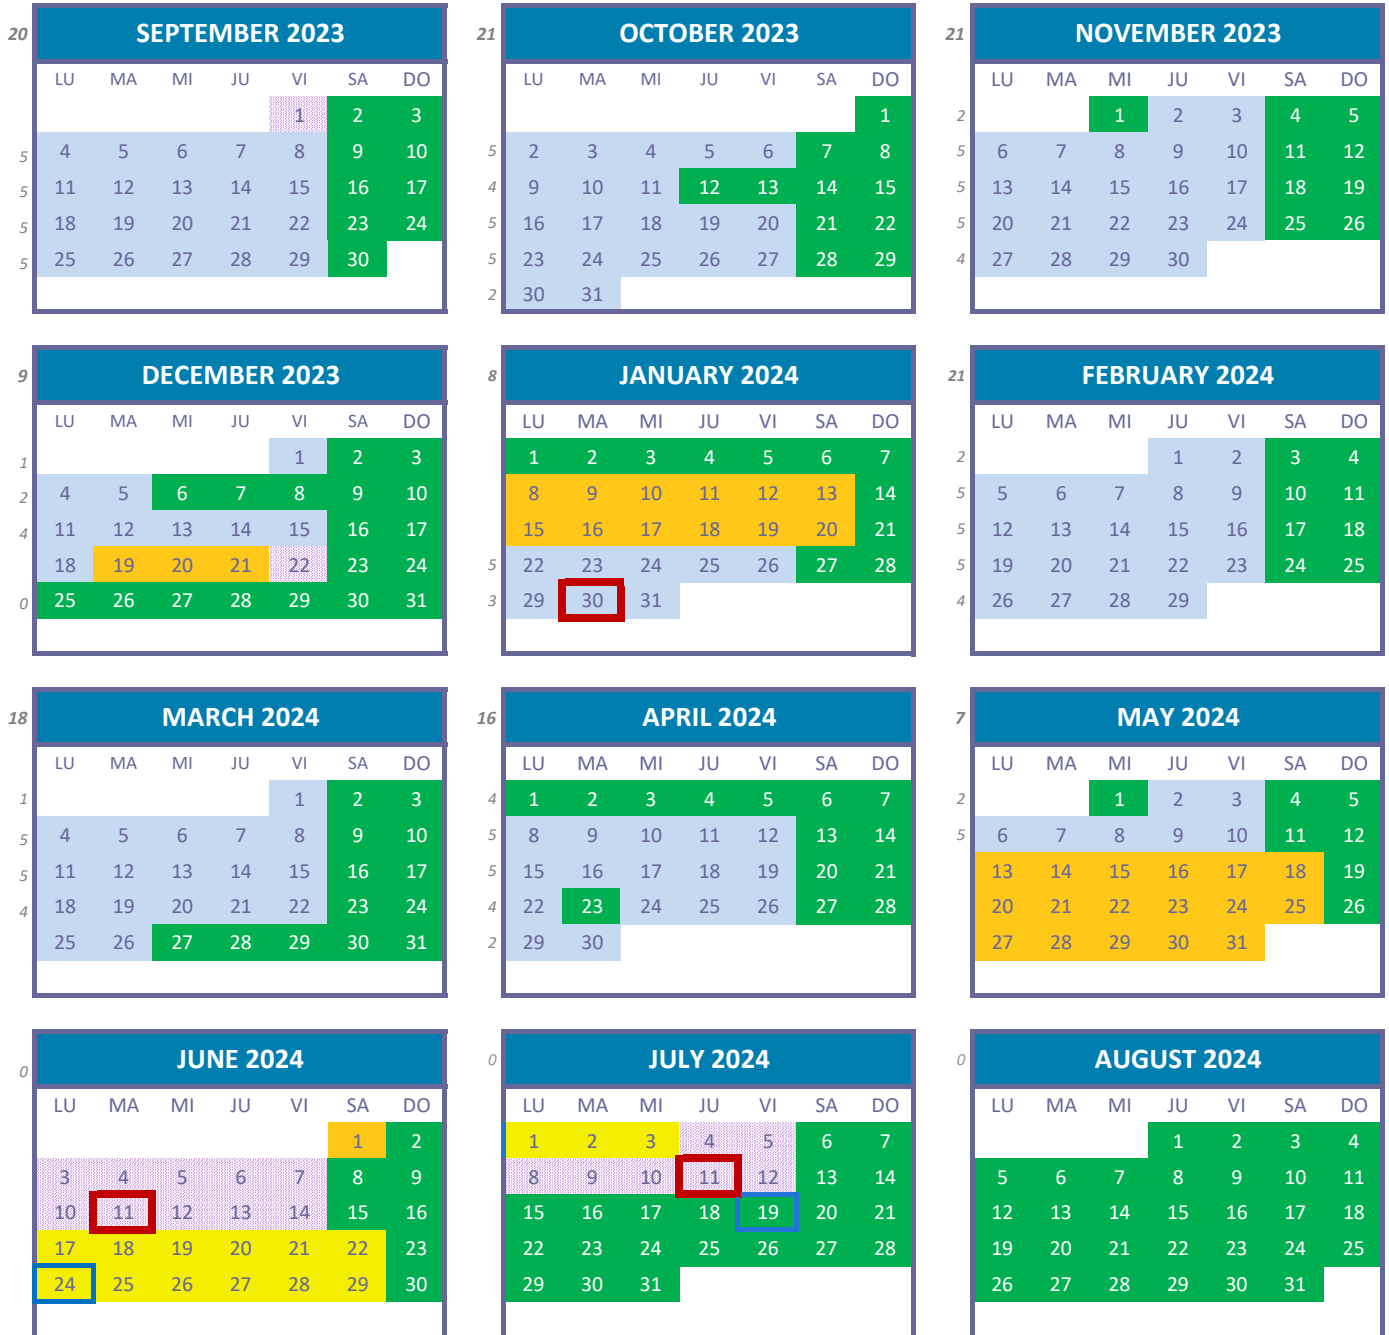 20 SEPTEMBER 2023
LU MA MI JU VI SA DO
1 2 3
5 4 5 6 7 8 9 10
5 11 12 13 14 15 16 17
5 18 19 20 21 22 23 24
5 25 26 27 28 29 30
21 OCTOBER 2023
LU MA MI JU VI SA DO
1
5 2 3 4 5 6 7 8
4 9 10 11 12 13 14 15
5 16 17 18 19 20 21 22
5 23 24 25 26 27 28 29
2 30 31
21 NOVEMBER 2023
LU MA MI JU VI SA DO
2 1 2 3 4 5
5 6 7 8 9 10 11 12
5 13 14 15 16 17 18 19
5 20 21 22 23 24 25 26
4 27 28 29 30
9 DECEMBER 2023
LU MA MI JU VI SA DO
1 1 2 3
2 4 5 6 7 8 9 10
4 11 12 13 14 15 16 17
18 19 20 21 22 23 24
0 25 26 27 28 29 30 31
8 JANUARY 2024
LU MA MI JU VI SA DO
1 2 3 4 5 6 7
8 9 10 11 12 13 14
15 16 17 18 19 20 21
5 22 23 24 25 26 27 28
3 29 30 31
21 FEBRUARY 2024
LU MA MI JU VI SA DO
2 1 2 3 4
5 5 6 7 8 9 10 11
5 12 13 14 15 16 17 18
5 19 20 21 22 23 24 25
4 26 27 28 29
18 MARCH 2024
LU MA MI JU VI SA DO
1 1 2 3
5 4 5 6 7 8 9 10
5 11 12 13 14 15 16 17
4 18 19 20 21 22 23 24
25 26 27 28 29 30 31
16 APRIL 2024
LU MA MI JU VI SA DO
4 1 2 3 4 5 6 7
5 8 9 10 11 12 13 14
5 15 16 17 18 19 20 21
4 22 23 24 25 26 27 28
2 29 30
7 MAY 2024
LU MA MI JU VI SA DO
2 1 2 3 4 5
5 6 7 8 9 10 11 12
13 14 15 16 17 18 19
20 21 22 23 24 25 26
27 28 29 30 31
0 JUNE 2024
LU MA MI JU VI SA DO
1 2
3 4 5 6 7 8 9
10 11 12 13 14 15 16
17 18 19 20 21 22 23
24 25 26 27 28 29 30
0 JULY 2024
LU MA MI JU VI SA DO
1 2 3 4 5 6 7
8 9 10 11 12 13 14
15 16 17 18 19 20 21
22 23 24 25 26 27 28
29 30 31
0 AUGUST 2024
LU MA MI JU VI SA DO
1 2 3 4
5 6 7 8 9 10 11
12 13 14 15 16 17 18
19 20 21 22 23 24 25
26 27 28 29 30 31